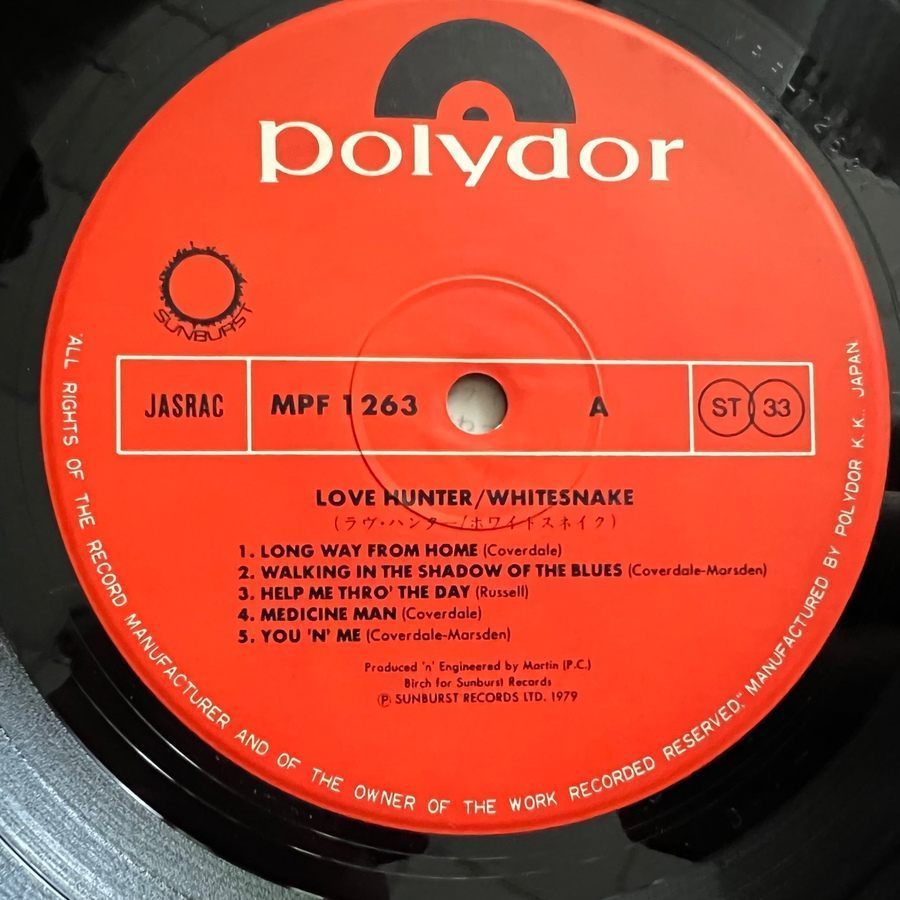 polydor
SUNBURST
JASRAC
MPF 1263
A
ST 33
LOVE HUNTER/WHITESNAKE
(ラヴ・ハンター/ホワイトスネイク)
1. LONG WAY FROM HOME (Coverdale)
2. WALKING IN THE SHADOW OF THE BLUES (Coverdale-Marsden)
3. HELP ME THRO' THE DAY (Russell)
4. MEDICINE MAN (Coverdale)
5. YOU 'N' ME (Coverdale-Marsden)
Produced 'n' Engineered by Martin (P.C.)
Birch for Sunburst Records
Ⓟ SUNBURST RECORDS LTD. 1979
"ALL RIGHTS OF THE RECORD MANUFACTURER AND OF THE OWNER OF THE WORK RECORDED RESERVED." MANUFACTURED BY POLYDOR K.K., JAPAN